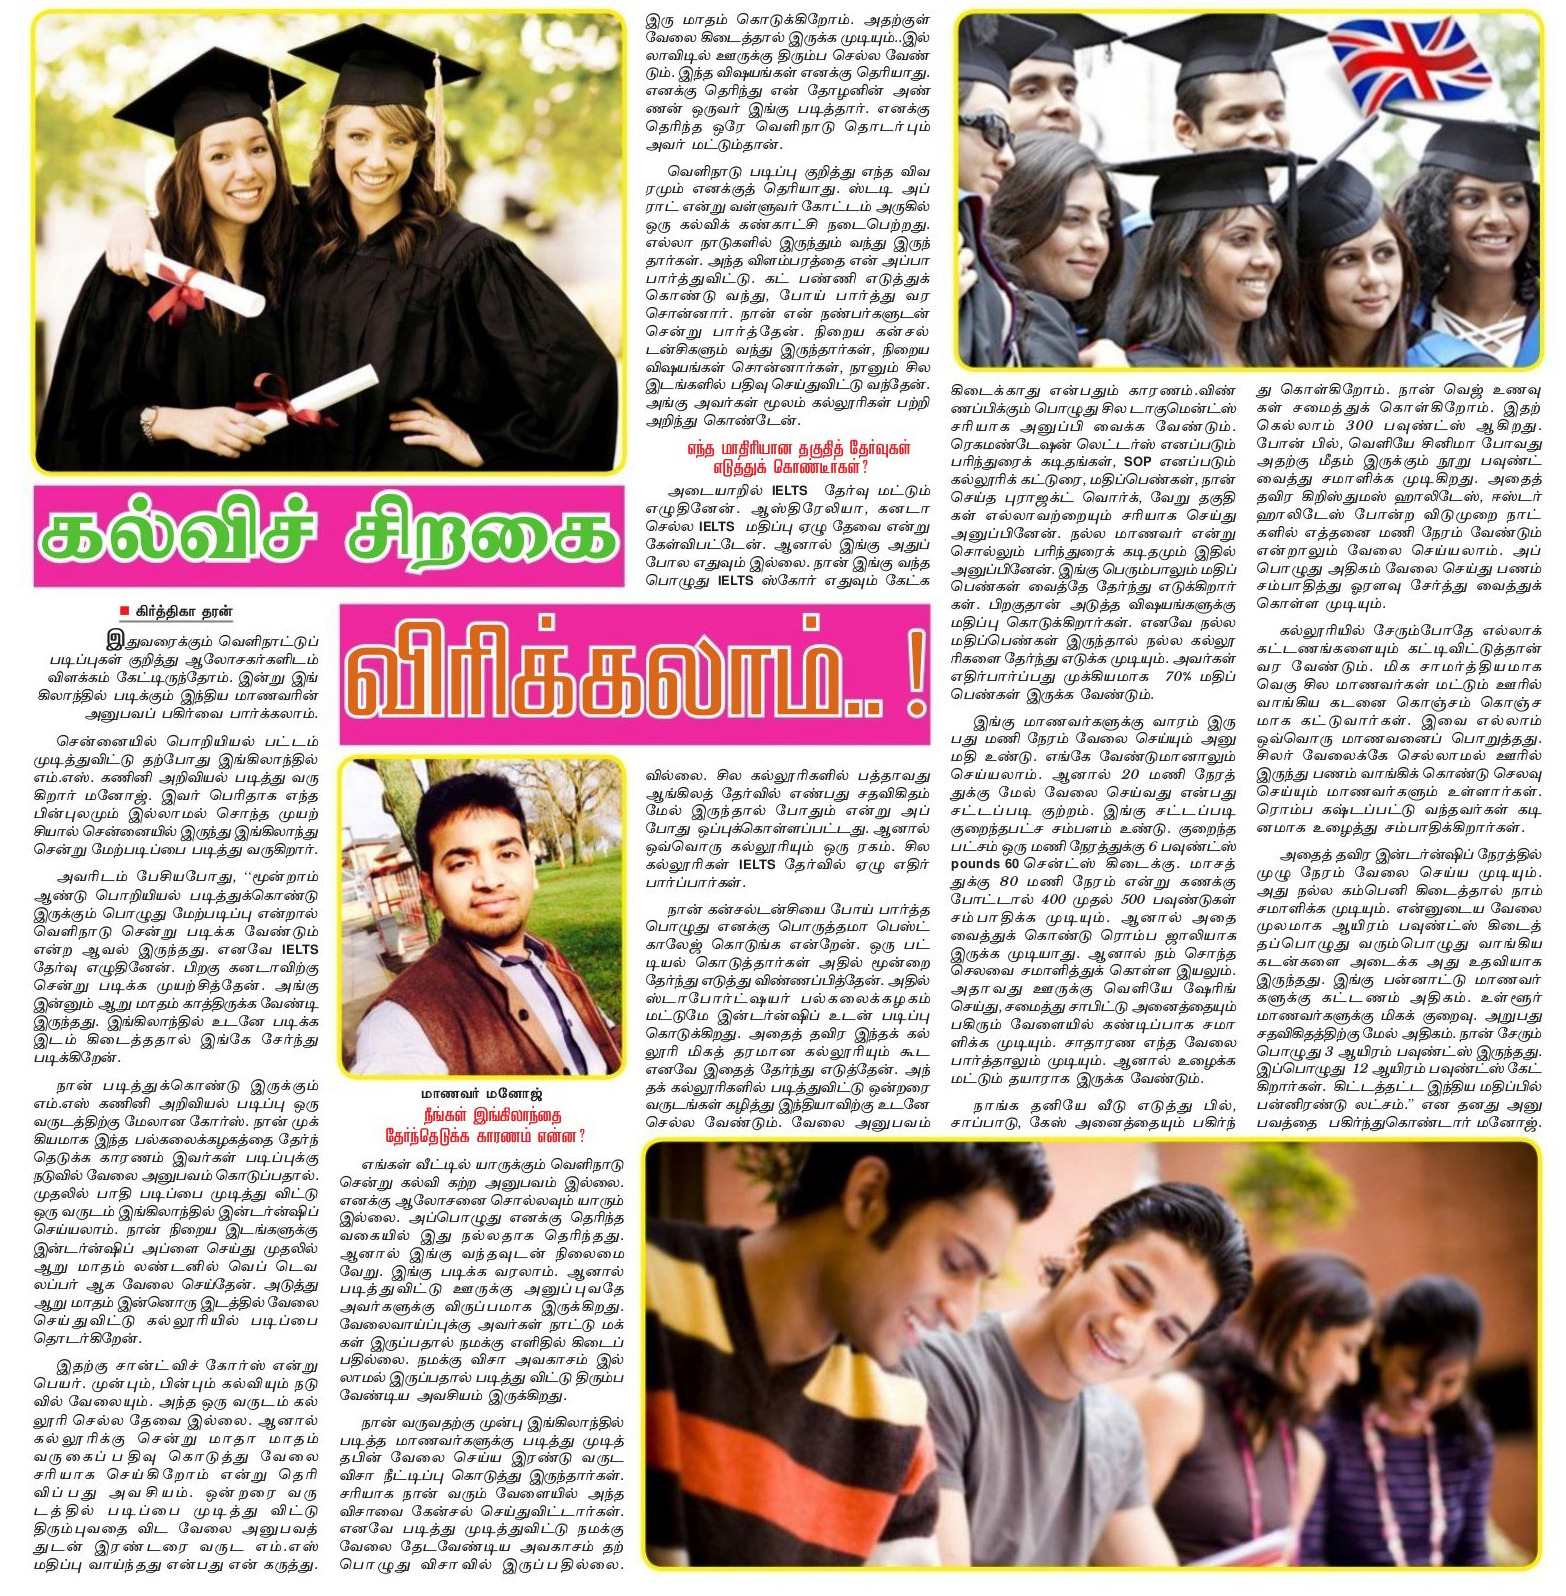 கல்விச் சிறகை
விரிக்கலாம்..!
கிர்த்திகா தரன்
இதுவரைக்கும் வெளிநாட்டுப்
படிப்புகள் குறித்து ஆலோசகர்களிடம்
விளக்கம் கேட்டிருந்தோம். இன்று இங்
கிலாந்தில் படிக்கும் இந்திய மாணவரின்
அனுபவப் பகிர்வை பார்க்கலாம்.
சென்னையில் பொறியியல் பட்டம்
முடித்துவிட்டு தற்போது இங்கிலாந்தில்
எம்.எஸ். கணினி அறிவியல் படித்து வரு
கிறார் மனோஜ். இவர் பெரிதாக எந்த
பின்புலமும் இல்லாமல் சொந்த முயற்
சியால் சென்னையில் இருந்து இங்கிலாந்து
சென்று மேற்படிப்பை படித்து வருகிறார்.
அவரிடம் பேசியபோது, ‘‘மூன்றாம்
ஆண்டு பொறியியல் படித்துக்கொண்டு
இருக்கும் பொழுது மேற்படிப்பு என்றால்
வெளிநாடு சென்று படிக்க வேண்டும்
என்ற ஆவல் இருந்தது. எனவே IELTS
தேர்வு எழுதினேன். பிறகு கனடாவிற்கு
சென்று படிக்க முயற்சித்தேன். அங்கு
இன்னும் ஆறு மாதம் காத்திருக்க வேண்டி
இருந்தது. இங்கிலாந்தில் உடனே படிக்க
இடம் கிடைத்ததால் இங்கே சேர்ந்து
படிக்கிறேன்.
நான் படித்துக்கொண்டு இருக்கும்
எம்.எஸ் கணினி அறிவியல் படிப்பு ஒரு
வருடத்திற்கு மேலான கோர்ஸ். நான் முக்
கியமாக இந்த பல்கலைக்கழகத்தை தேர்ந்
தெடுக்க காரணம் இவர்கள் படிப்புக்கு
நடுவில் வேலை அனுபவம் கொடுப்பதால்.
முதலில் பாதி படிப்பை முடித்து விட்டு
ஒரு வருடம் இங்கிலாந்தில் இன்டர்ன்ஷிப்
செய்யலாம். நான் நிறைய இடங்களுக்கு
இன்டர்ன்ஷிப் அப்ளை செய்து முதலில்
ஆறு மாதம் லண்டனில் வெப் டெவ
லப்பர் ஆக வேலை செய்தேன். அடுத்து
ஆறு மாதம் இன்னொரு இடத்தில் வேலை
செய்துவிட்டு கல்லூரியில் படிப்பை
தொடர்கிறேன்.
இதற்கு சான்ட்விச் கோர்ஸ் என்று
பெயர். முன்பும், பின்பும் கல்வியும் நடு
வில் வேலையும். அந்த ஒரு வருடம் கல்
லூரி செல்ல தேவை இல்லை. ஆனால்
கல்லூரிக்கு சென்று மாதா மாதம்
வருகைப் பதிவு கொடுத்து வேலை
சரியாக செய்கிறோம் என்று தெரி
விப்பது அவசியம். ஒன்றரை வரு
டத்தில் படிப்பை முடித்து விட்டு
திரும்புவதை விட வேலை அனுபவத்
துடன் இரண்டரை வருட எம்.எஸ்
மதிப்பு வாய்ந்தது என்பது என் கருத்து.
மாணவர் மனோஜ்
நீங்கள் இங்கிலாந்தை
தேர்ந்தெடுக்க காரணம் என்ன?
எங்கள் வீட்டில் யாருக்கும் வெளிநாடு
சென்று கல்வி கற்ற அனுபவம் இல்லை.
எனக்கு ஆலோசனை சொல்லவும் யாரும்
இல்லை. அப்பொழுது எனக்கு தெரிந்த
வகையில் இது நல்லதாக தெரிந்தது.
ஆனால் இங்கு வந்தவுடன் நிலைமை
வேறு. இங்கு படிக்க வரலாம். ஆனால்
படித்துவிட்டு ஊருக்கு அனுப்புவதே
அவர்களுக்கு விருப்பமாக இருக்கிறது.
வேலைவாய்ப்புக்கு அவர்கள் நாட்டு மக்
கள் இருப்பதால் நமக்கு எளிதில் கிடைப்
பதில்லை. நமக்கு விசா அவகாசம் இல்
லாமல் இருப்பதால் படித்து விட்டு திரும்ப
வேண்டிய அவசியம் இருக்கிறது.
நான் வருவதற்கு முன்பு இங்கிலாந்தில்
படித்த மாணவர்களுக்கு படித்து முடித்
தபின் வேலை செய்ய இரண்டு வருட
விசா நீட்டிப்பு கொடுத்து இருந்தார்கள்.
சரியாக நான் வரும் வேளையில் அந்த
விசாவை கேன்சல் செய்துவிட்டார்கள்.
எனவே படித்து முடித்துவிட்டு நமக்கு
வேலை தேடவேண்டிய அவகாசம் தற்
பொழுது விசாவில் இருப்பதில்லை.
இரு மாதம் கொடுக்கிறோம். அதற்குள்
வேலை கிடைத்தால் இருக்க முடியும்..இல்
லாவிடில் ஊருக்கு திரும்ப செல்ல வேண்
டும். இந்த விஷயங்கள் எனக்கு தெரியாது.
எனக்கு தெரிந்து என் தோழனின் அண்
ணன் ஒருவர் இங்கு படித்தார். எனக்கு
தெரிந்த ஒரே வெளிநாடு தொடர்பும்
அவர் மட்டும்தான்.
வெளிநாடு படிப்பு குறித்து எந்த விவ
ரமும் எனக்குத் தெரியாது. ஸ்டடி அப்
ராட் என்று வள்ளுவர் கோட்டம் அருகில்
ஒரு கல்விக் கண்காட்சி நடைபெற்றது.
எல்லா நாடுகளில் இருந்தும் வந்து இருந்
தார்கள். அந்த விளம்பரத்தை என் அப்பா
பார்த்துவிட்டு. கட் பண்ணி எடுத்துக்
கொண்டு வந்து, போய் பார்த்து வர
சொன்னார். நான் என் நண்பர்களுடன்
சென்று பார்த்தேன். நிறைய கன்சல்
டன்சிகளும் வந்து இருந்தார்கள், நிறைய
விஷயங்கள் சொன்னார்கள், நானும் சில
இடங்களில் பதிவு செய்துவிட்டு வந்தேன்.
அங்கு அவர்கள் மூலம் கல்லூரிகள் பற்றி
அறிந்து கொண்டேன்.
எந்த மாதிரியான தகுதித் தேர்வுகள்
எடுத்துக் கொண்டீர்கள்?
அடையாறில் IELTS தேர்வு மட்டும்
எழுதினேன். ஆஸ்திரேலியா, கனடா
செல்ல IELTS மதிப்பு ஏழு தேவை என்று
கேள்விபட்டேன். ஆனால் இங்கு அதுப்
போல எதுவும் இல்லை. நான் இங்கு வந்த
பொழுது IELTS ஸ்கோர் எதுவும் கேட்க
வில்லை. சில கல்லூரிகளில் பத்தாவது
ஆங்கிலத் தேர்வில் எண்பது சதவிகிதம்
மேல் இருந்தால் போதும் என்று அப்
போது ஒப்புக்கொள்ளப்பட்டது. ஆனால்
ஒவ்வொரு கல்லூரியும் ஒரு ரகம். சில
கல்லூரிகள் IELTS தேர்வில் ஏழு எதிர்
பார்ப்பார்கள்.
நான் கன்சல்டன்சியை போய் பார்த்த
பொழுது எனக்கு பொருத்தமா பெஸ்ட்
காலேஜ் கொடுங்க என்றேன். ஒரு பட்
டியல் கொடுத்தார்கள் அதில் மூன்றை
தேர்ந்து எடுத்து விண்ணப்பித்தேன். அதில்
ஸ்டாபோர்ட்ஷயர் பல்கலைக்கழகம்
மட்டுமே இன்டர்ன்ஷிப் உடன் படிப்பு
கொடுக்கிறது. அதைத் தவிர இந்தக் கல்
லூரி மிகத் தரமான கல்லூரியும் கூட
எனவே இதைத் தேர்ந்து எடுத்தேன். அந்
தக் கல்லூரிகளில் படித்துவிட்டு ஒன்றரை
வருடங்கள் கழித்து இந்தியாவிற்கு உடனே
செல்ல வேண்டும். வேலை அனுபவம்
கிடைக்காது என்பதும் காரணம்.விண்
ணப்பிக்கும் பொழுது சில டாகுமென்ட்ஸ்
சரியாக அனுப்பி வைக்க வேண்டும்.
ரெகமண்டேஷன் லெட்டர்ஸ் எனப்படும்
பரிந்துரைக் கடிதங்கள், SOP எனப்படும்
கல்லூரிக் கட்டுரை, மதிப்பெண்கள், நான்
செய்த புராஜக்ட் வொர்க், வேறு தகுதி
கள் எல்லாவற்றையும் சரியாக செய்து
அனுப்பினேன். நல்ல மாணவர் என்று
சொல்லும் பரிந்துரைக் கடிதமும் இதில்
அனுப்பினேன். இங்கு பெரும்பாலும் மதிப்
பெண்கள் வைத்தே தேர்ந்து எடுக்கிறார்
கள். பிறகுதான் அடுத்த விஷயங்களுக்கு
மதிப்பு கொடுக்கிறார்கள். எனவே நல்ல
மதிப்பெண்கள் இருந்தால் நல்ல கல்லூ
ரிகளை தேர்ந்து எடுக்க முடியும். அவர்கள்
எதிர்பார்ப்பது முக்கியமாக 70% மதிப்
பெண்கள் இருக்க வேண்டும்.
இங்கு மாணவர்களுக்கு வாரம் இரு
பது மணி நேரம் வேலை செய்யும் அனு
மதி உண்டு. எங்கே வேண்டுமானாலும்
செய்யலாம். ஆனால் 20 மணி நேரத்
துக்கு மேல் வேலை செய்வது என்பது
சட்டப்படி குற்றம். இங்கு சட்டப்படி
குறைந்தபட்ச சம்பளம் உண்டு. குறைந்த
பட்சம் ஒரு மணி நேரத்துக்கு 6 பவுண்ட்ஸ்
pounds 60 சென்ட்ஸ் கிடைக்கு. மாசத்
துக்கு 80 மணி நேரம் என்று கணக்கு
போட்டால் 400 முதல் 500 பவுண்டுகள்
சம்பாதிக்க முடியும். ஆனால் அதை
வைத்துக் கொண்டு ரொம்ப ஜாலியாக
இருக்க முடியாது. ஆனால் நம் சொந்த
செலவை சமாளித்துக் கொள்ள இயலும்.
அதாவது ஊருக்கு வெளியே ஷேரிங்
செய்து, சமைத்து சாபிட்டு அனைத்தையும்
பகிரும் வேளையில் கண்டிப்பாக சமா
ளிக்க முடியும். சாதாரண எந்த வேலை
பார்த்தாலும் முடியும். ஆனால் உழைக்க
மட்டும் தயாராக இருக்க வேண்டும்.
நாங்க தனியே வீடு எடுத்து பில்,
சாப்பாடு, கேஸ் அனைத்தையும் பகிர்ந்
து கொள்கிறோம். நான் வெஜ் உணவு
கள் சமைத்துக் கொள்கிறோம். இதற்
கெல்லாம் 300 பவுண்ட்ஸ் ஆகிறது.
போன் பில், வெளியே சினிமா போவது
அதற்கு மீதம் இருக்கும் நூறு பவுண்ட்
வைத்து சமாளிக்க முடிகிறது. அதைத்
தவிர கிறிஸ்துமஸ் ஹாலிடேஸ், ஈஸ்டர்
ஹாலிடேஸ் போன்ற விடுமுறை நாட்
களில் எத்தனை மணி நேரம் வேண்டும்
என்றாலும் வேலை செய்யலாம். அப்
பொழுது அதிகம் வேலை செய்து பணம்
சம்பாதித்து ஓரளவு சேர்த்து வைத்துக்
கொள்ள முடியும்.
கல்லூரியில் சேரும்போதே எல்லாக்
கட்டணங்களையும் கட்டிவிட்டுத்தான்
வர வேண்டும். மிக சாமர்த்தியமாக
வெகு சில மாணவர்கள் மட்டும் ஊரில்
வாங்கிய கடனை கொஞ்சம் கொஞ்ச
மாக கட்டுவார்கள். இவை எல்லாம்
ஒவ்வொரு மாணவனைப் பொறுத்தது.
சிலர் வேலைக்கே செல்லாமல் ஊரில்
இருந்து பணம் வாங்கிக் கொண்டு செலவு
செய்யும் மாணவர்களும் உள்ளார்கள்.
ரொம்ப கஷ்டப்பட்டு வந்தவர்கள் கடி
னமாக உழைத்து சம்பாதிக்கிறார்கள்.
அதைத் தவிர இன்டர்ன்ஷிப் நேரத்தில்
முழு நேரம் வேலை செய்ய முடியும்.
அது நல்ல கம்பெனி கிடைத்தால் நாம்
சமாளிக்க முடியும். என்னுடைய வேலை
மூலமாக ஆயிரம் பவுண்ட்ஸ் கிடைத்
தப்பொழுது வரும்பொழுது வாங்கிய
கடன்களை அடைக்க அது உதவியாக
இருந்தது. இங்கு பன்னாட்டு மாணவர்
களுக்கு கட்டணம் அதிகம். உள்ளூர்
மாணவர்களுக்கு மிகக் குறைவு. அறுபது
சதவிகிதத்திற்கு மேல் அதிகம். நான் சேரும்
பொழுது 3 ஆயிரம் பவுண்ட்ஸ் இருந்தது.
இப்பொழுது 12 ஆயிரம் பவுண்ட்ஸ் கேட்
கிறார்கள். கிட்டத்தட்ட இந்திய மதிப்பில்
பன்னிரண்டு லட்சம்.’’ என தனது அனு
பவத்தை பகிர்ந்துகொண்டார் மனோஜ்.